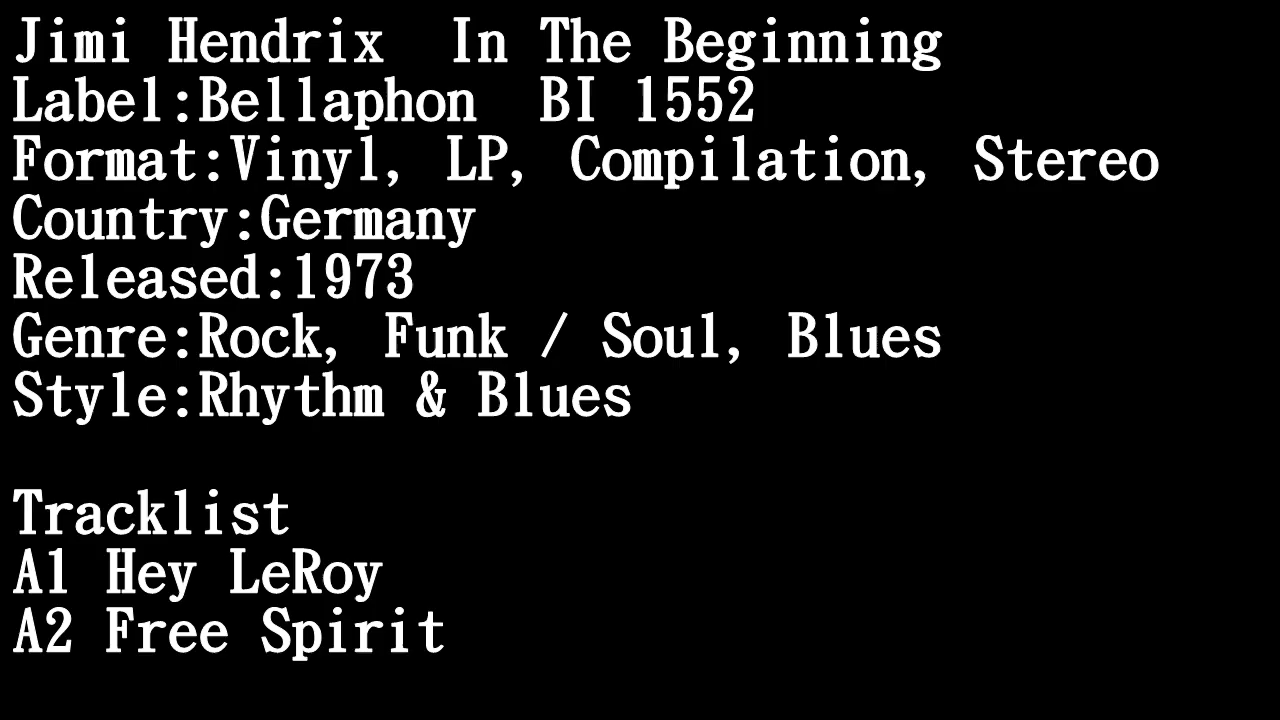 Jimi Hendrix  In The Beginning
Label:Bellaphon  BI 1552
Format:Vinyl, LP, Compilation, Stereo
Country:Germany
Released:1973
Genre:Rock, Funk / Soul, Blues
Style:Rhythm & Blues
Tracklist
A1 Hey LeRoy
A2 Free Spirit